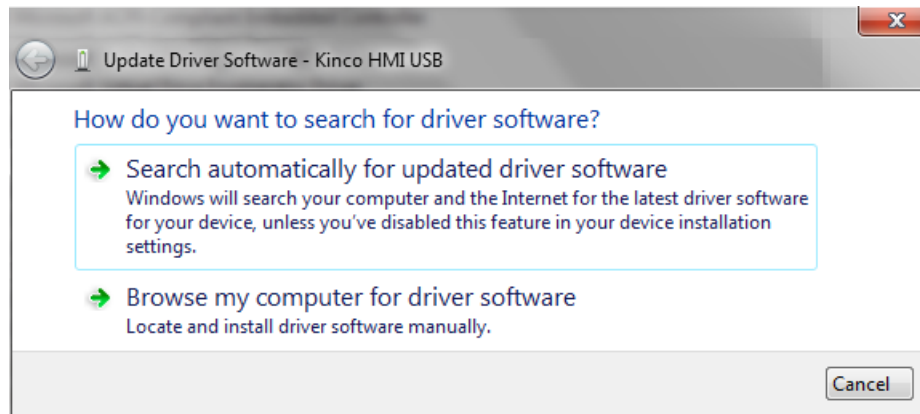 Update Driver Software - Kinco HMI USB
How do you want to search for driver software?
Search automatically for updated driver software
Windows will search your computer and the Internet for the latest driver software
for your device, unless you've disabled this feature in your device installation
settings.
Browse my computer for driver software
Locate and install driver software manually.
Cancel